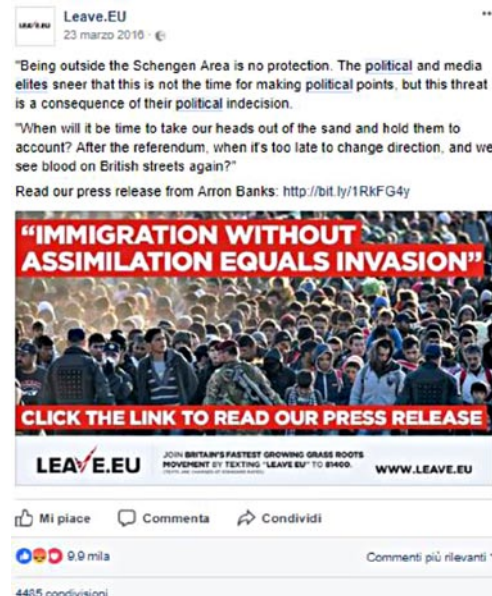 Leave.EU
23 marzo 2016
"Being outside the Schengen Area is no protection. The political and media
elites sneer that this is not the time for making political points, but this threat
is a consequence of their political indecision.
"When will it be time to take our heads out of the sand and hold them to
account? After the referendum, when it's too late to change direction, and we
see blood on British streets again?"
Read our press release from Arron Banks: http://bit.ly/1RkFG4y
“IMMIGRATION WITHOUT
ASSIMILATION EQUALS INVASION”
CLICK THE LINK TO READ OUR PRESS RELEASE
LEAVE.EU
JOIN BRITAIN'S FASTEST GROWING GRASS ROOTS
MOVEMENT BY TEXTING "LEAVE EU" TO 81400.
WWW.LEAVE.EU
Mi piace
Commenta
Condividi
9,9 mila
Commenti più rilevanti
4485 condivisioni